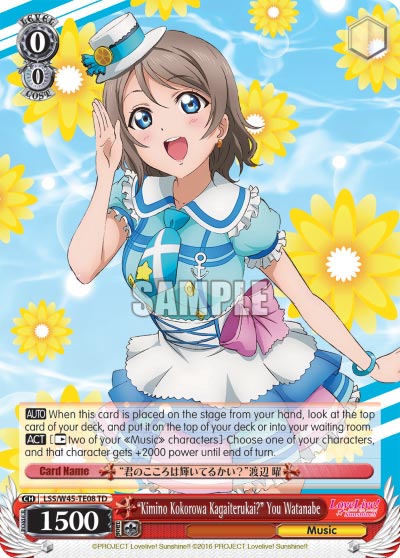 LEVEL
0
0
COST
SAMPLE
AUTO When this card is placed on the stage from your hand, look at the top
card of your deck, and put it on the top of your deck or into your waiting room.
ACT [ two of your «Music» characters] Choose one of your characters,
and that character gets +2000 power until end of turn.
Card Name “君のこころは輝いてるかい？”渡辺 曜
CH LSS/W45-TE08 TD
"Kimino Kokorowa Kagaiterukai?" You Watanabe
LoveLive!
Sunshine!!
POWER
1500
Music
©PROJECT Lovelive! Sunshine!! ©2016 PROJECT Lovelive! Sunshine!!